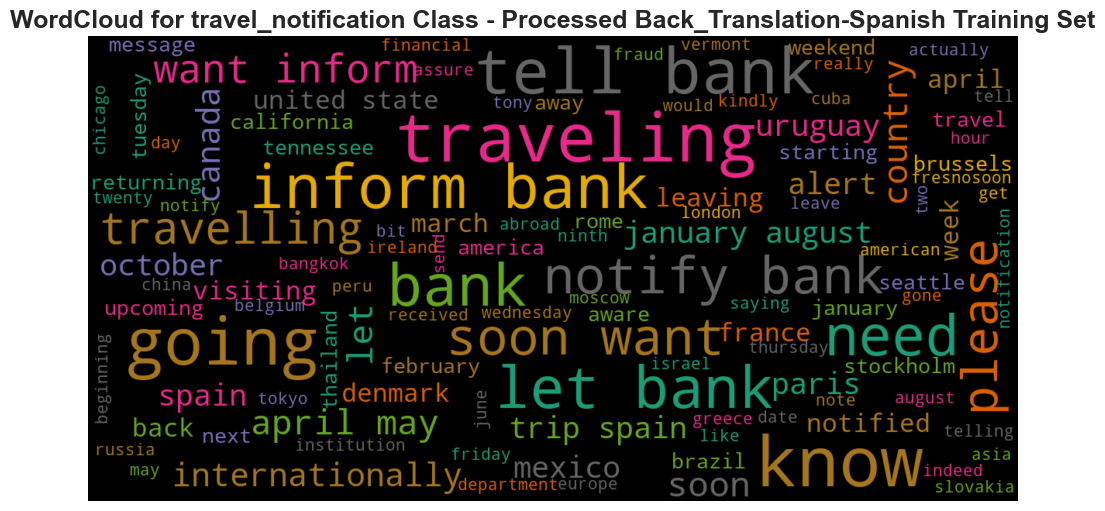 WordCloud for travel_notification Class - Processed Back_Translation-Spanish Training Set
message financial fraud vermont weekend actually
want inform assure tell bank really april
chicago tuesday canada united state tony away would kindly cuba country tell
california traveling uruguay travel
day tennessee starting hour
returning inform bank leaving alert brussels
twenty notify london leave two fresnosoon get
travelling march abroad rome january august week
bit ninth american
october ireland send america notify bank seattle notification
bangkok
china visiting bank moscow saying gone please
upcoming belgium peru received wednesday aware january
going let soon want france need
thailand thursday
beginning february israel stockholm
spain denmark let bank paris
tokyo june note august
back next april may trip spain greece date notified
institution like telling
russia friday brazil asia
may internationally mexico know indeed
department europe soon slovakia